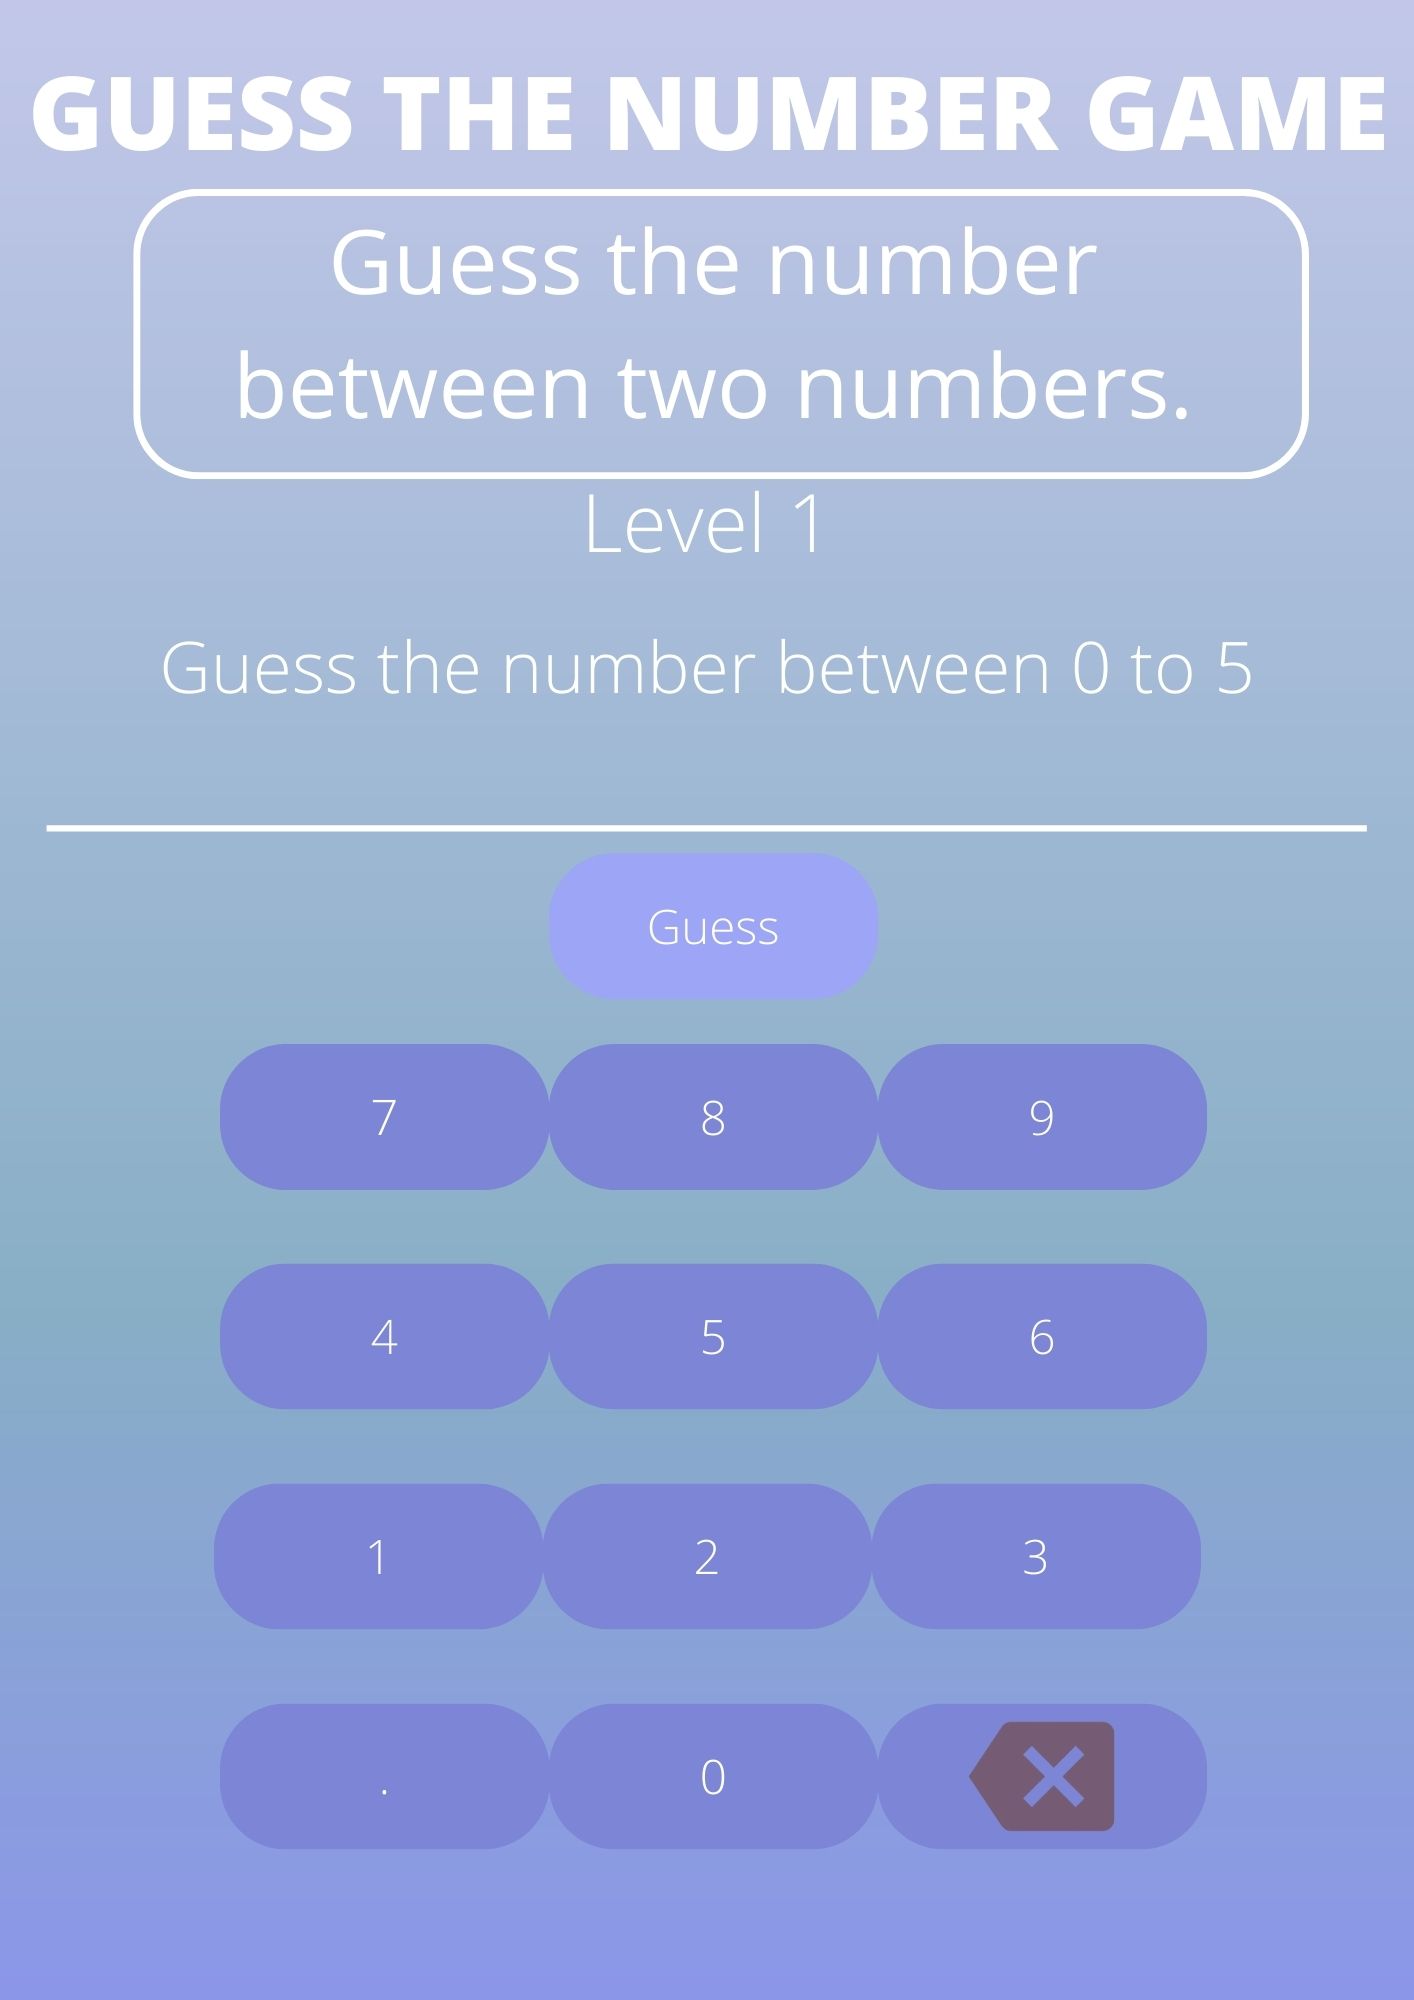 GUESS THE NUMBER GAME
Guess the number
between two numbers.
Level 1
Guess the number between 0 to 5
Guess
7 8 9
4 5 6
1 2 3
. 0